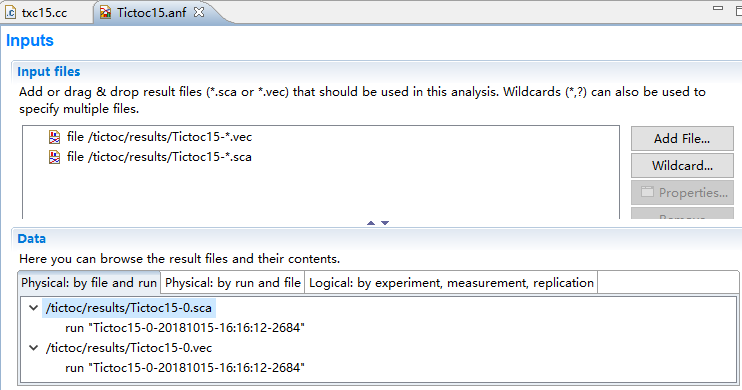 txc15.cc
Tictoc15.anf
Inputs
Input files
Add or drag & drop result files (*.sca or *.vec) that should be used in this analysis. Wildcards (*,?) can also be used to
specify multiple files.
file /tictoc/results/Tictoc15-*.vec
file /tictoc/results/Tictoc15-*.sca
Add File...
Wildcard...
Properties...
Remove
Data
Here you can browse the result files and their contents.
Physical: by file and run
Physical: by run and file
Logical: by experiment, measurement, replication
/tictoc/results/Tictoc15-0.sca
run "Tictoc15-0-20181015-16:16:12-2684"
/tictoc/results/Tictoc15-0.vec
run "Tictoc15-0-20181015-16:16:12-2684"